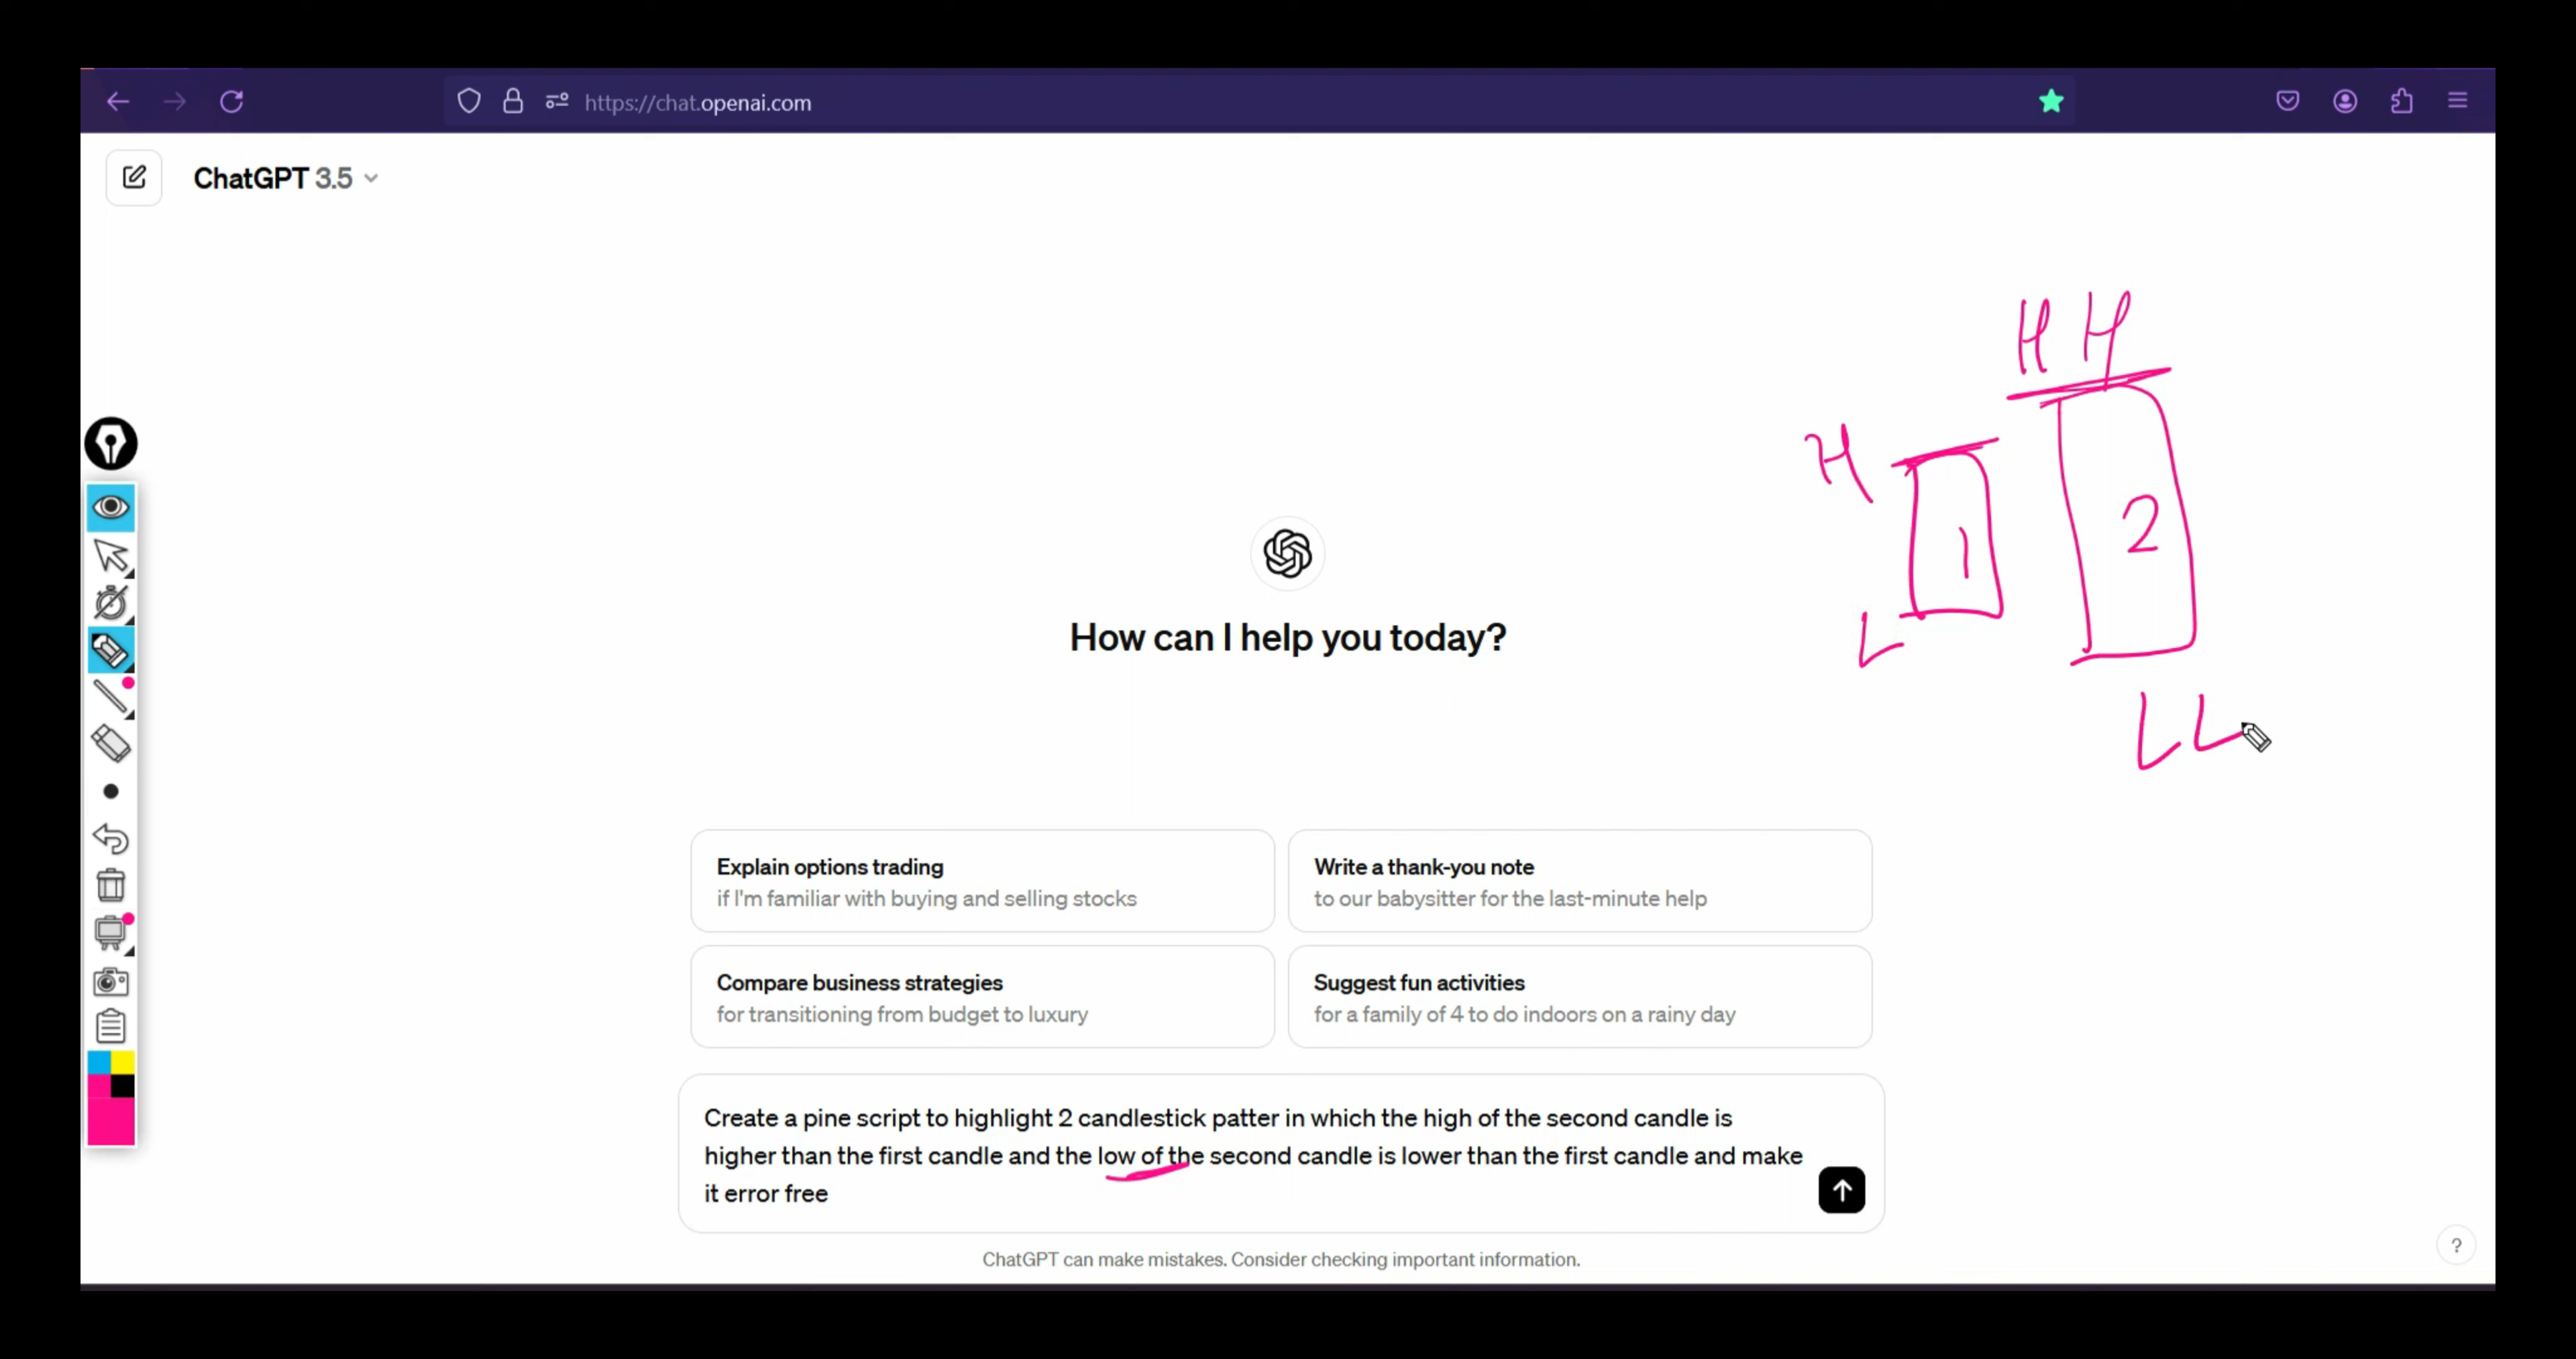 https://chat.openai.com
ChatGPT 3.5
H H
H
1
2
L
L L
How can I help you today?
Explain options trading
if I'm familiar with buying and selling stocks
Write a thank-you note
to our babysitter for the last-minute help
Compare business strategies
for transitioning from budget to luxury
Suggest fun activities
for a family of 4 to do indoors on a rainy day
Create a pine script to highlight 2 candlestick patter in which the high of the second candle is
higher than the first candle and the low of the second candle is lower than the first candle and make
it error free
ChatGPT can make mistakes. Consider checking important information.
?